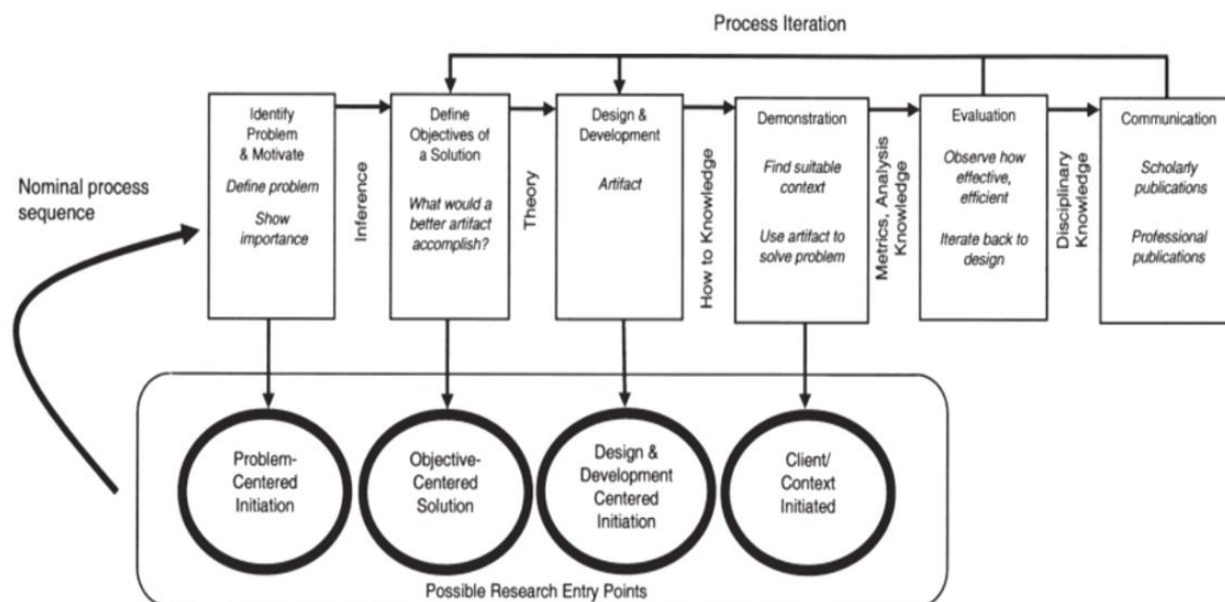 Process Iteration
Nominal process
sequence
Identify
Problem
& Motivate
Define problem
Show
importance
Inference
Define
Objectives of
a Solution
What would a
better artifact
accomplish?
Theory
Design &
Development
Artifact
How to Knowledge
Demonstration
Find suitable
context
Use artifact to
solve problem
Metrics, Analysis
Knowledge
Evaluation
Observe how
effective,
efficient
Iterate back to
design
Disciplinary
Knowledge
Communication
Scholarly
publications
Professional
publications
Problem-
Centered
Initiation
Objective-
Centered
Solution
Design &
Development
Centered
Initiation
Client/
Context
Initiated
Possible Research Entry Points